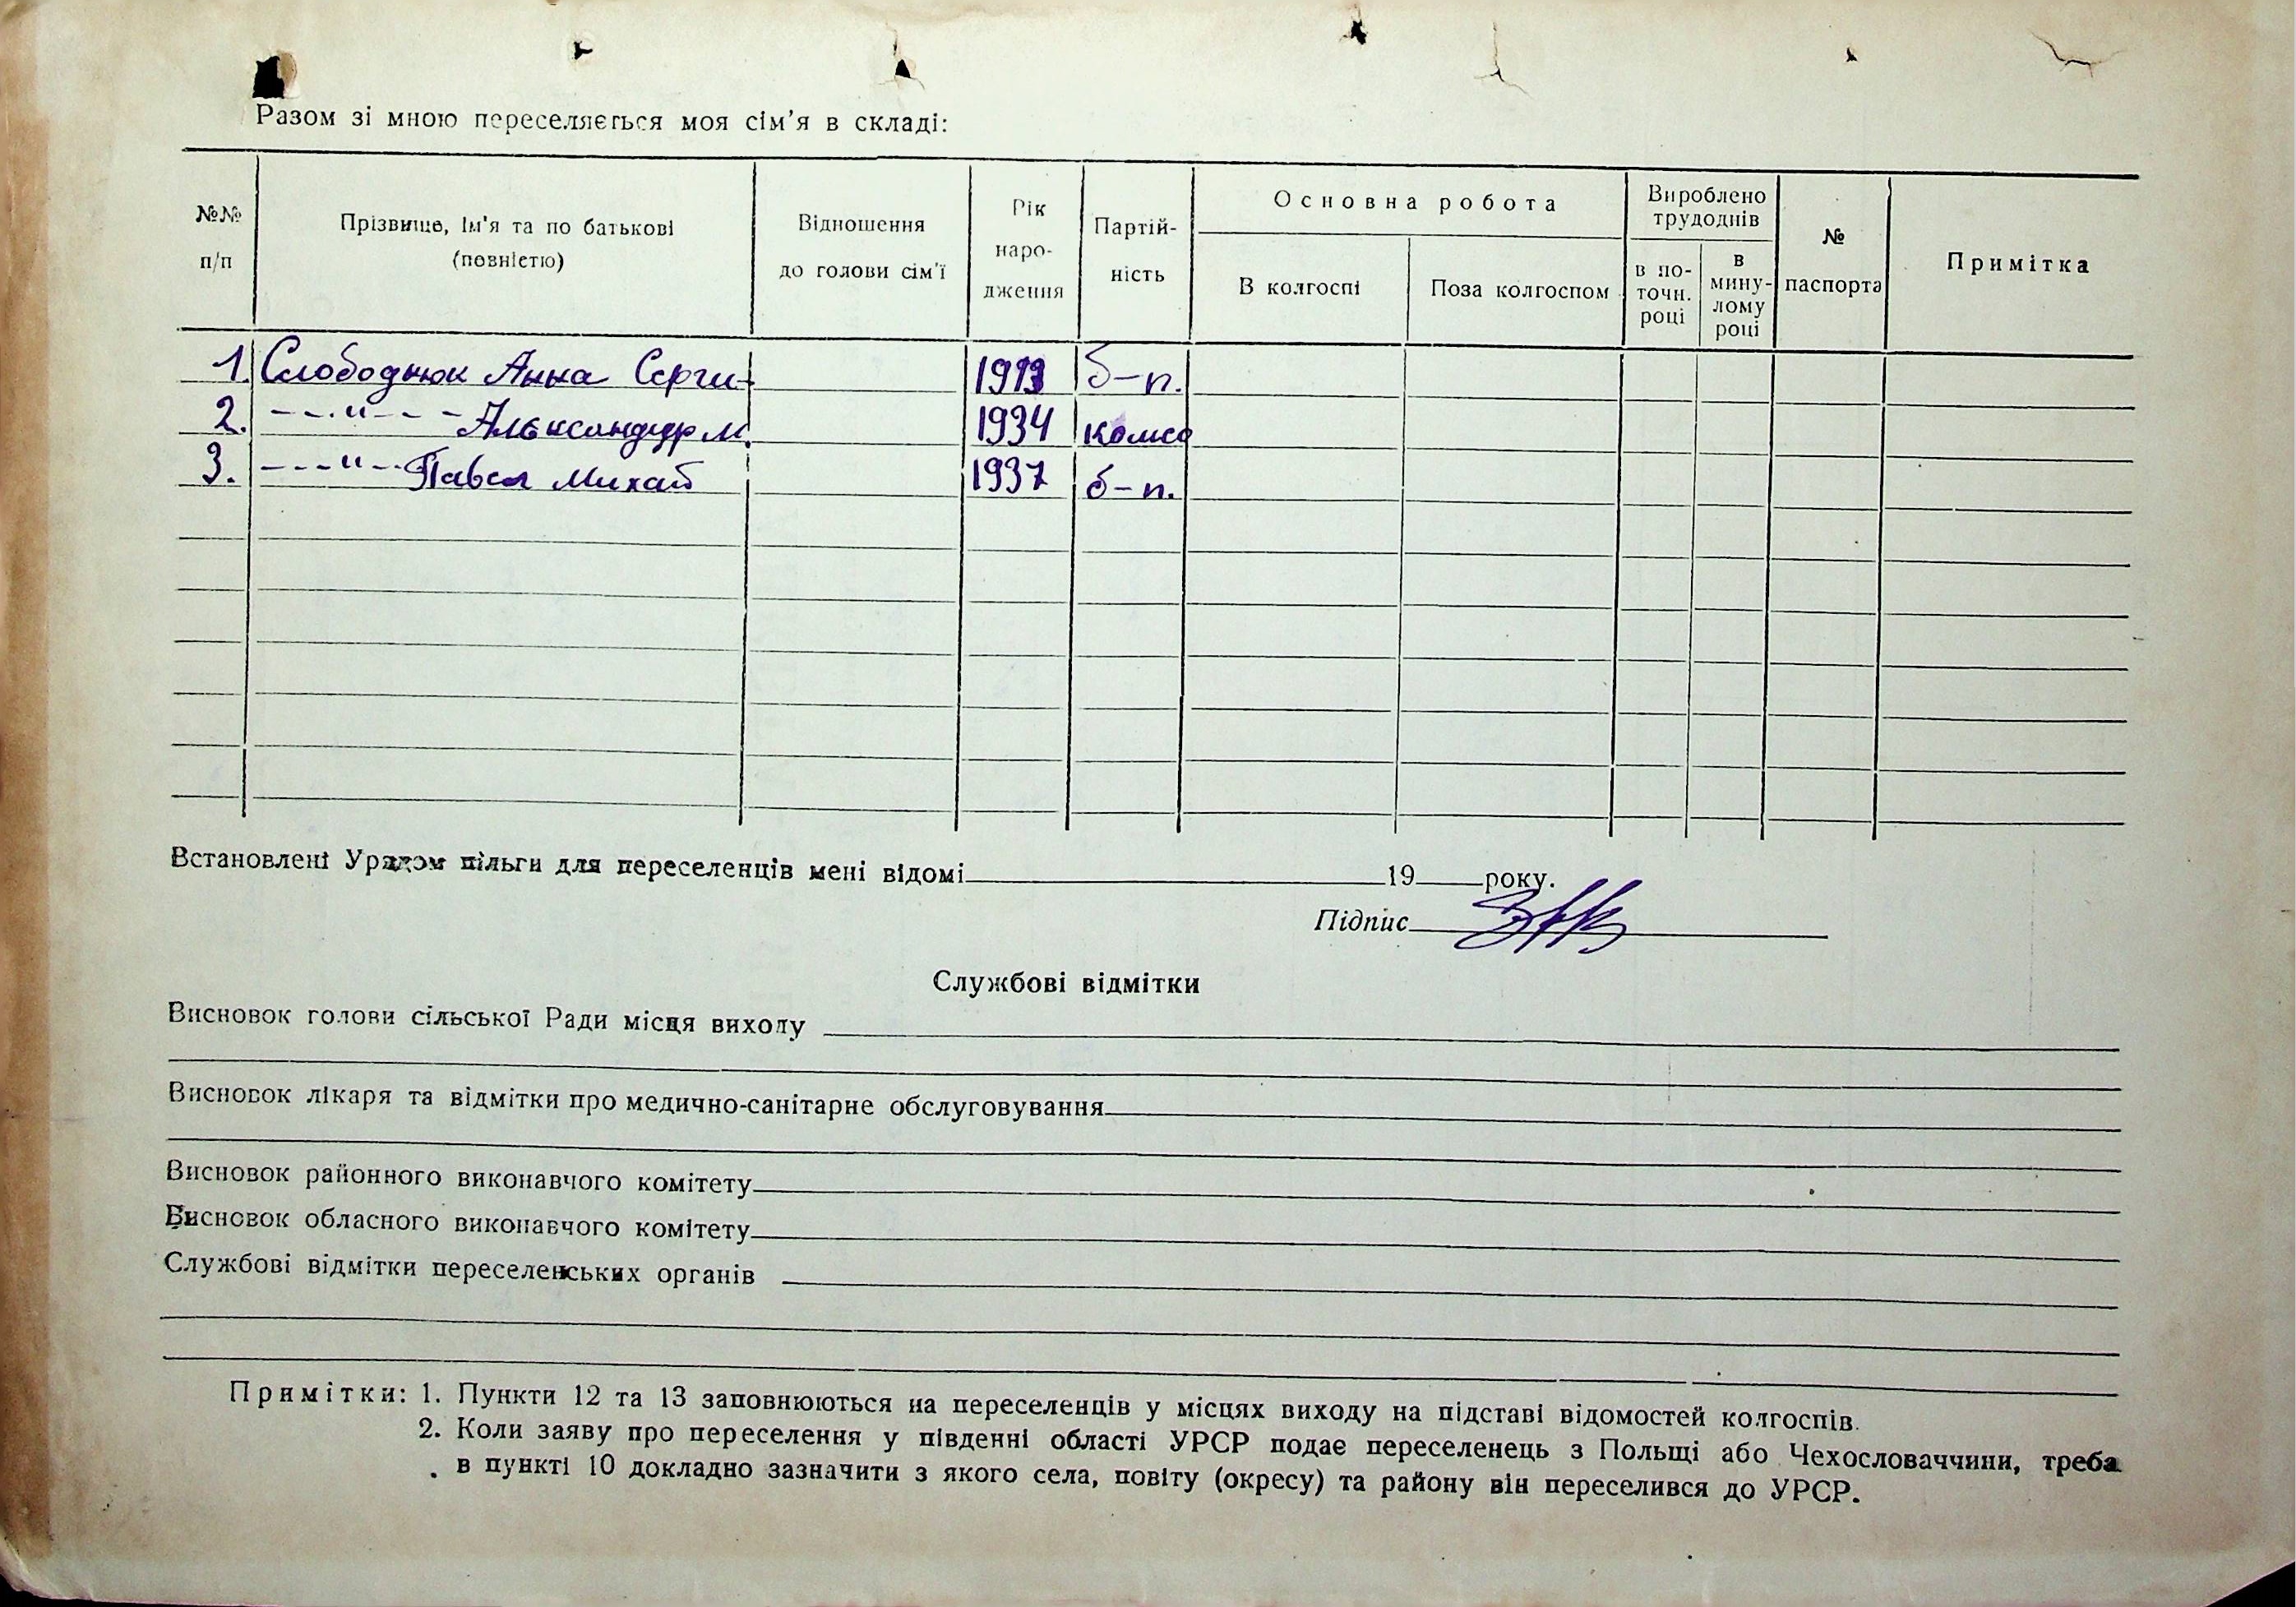 Разом зі мною переселяється моя сім'я в складі:
№№ п/п
Прізвище, ім'я та по батькові (повністю)
Відношення до голови сім'ї
Рік народження
Партійність
Основна робота
В колгоспі
Поза колгоспом
Вироблено трудоднів
в поточн. році
в минулому році
№ паспорта
Примітка
1. Слободнюк Анна Серги- б-п.
2. – – . " – – – Александр М. 1934 комсо
3. – – – " – – Павел Михай 1937 б-п.
Встановлені Урядом пільги для переселенців мені відомі 19 року.
Підпис
Службові відмітки
Висновок голови сільської Ради місця виходу
Висновок лікаря та відмітки про медично-санітарне обслуговування
Висновок районного виконавчого комітету
Висновок обласного виконавчого комітету
Службові відмітки переселенських органів
Примітки: 1. Пункти 12 та 13 заповнюються на переселенців у місцях виходу на підставі відомостей колгоспів.
2. Коли заяву про переселення у південні області УРСР подає переселенець з Польщі або Чехословаччини, треба
в пункті 10 докладно зазначити з якого села, повіту (окресу) та району він переселився до УРСР.